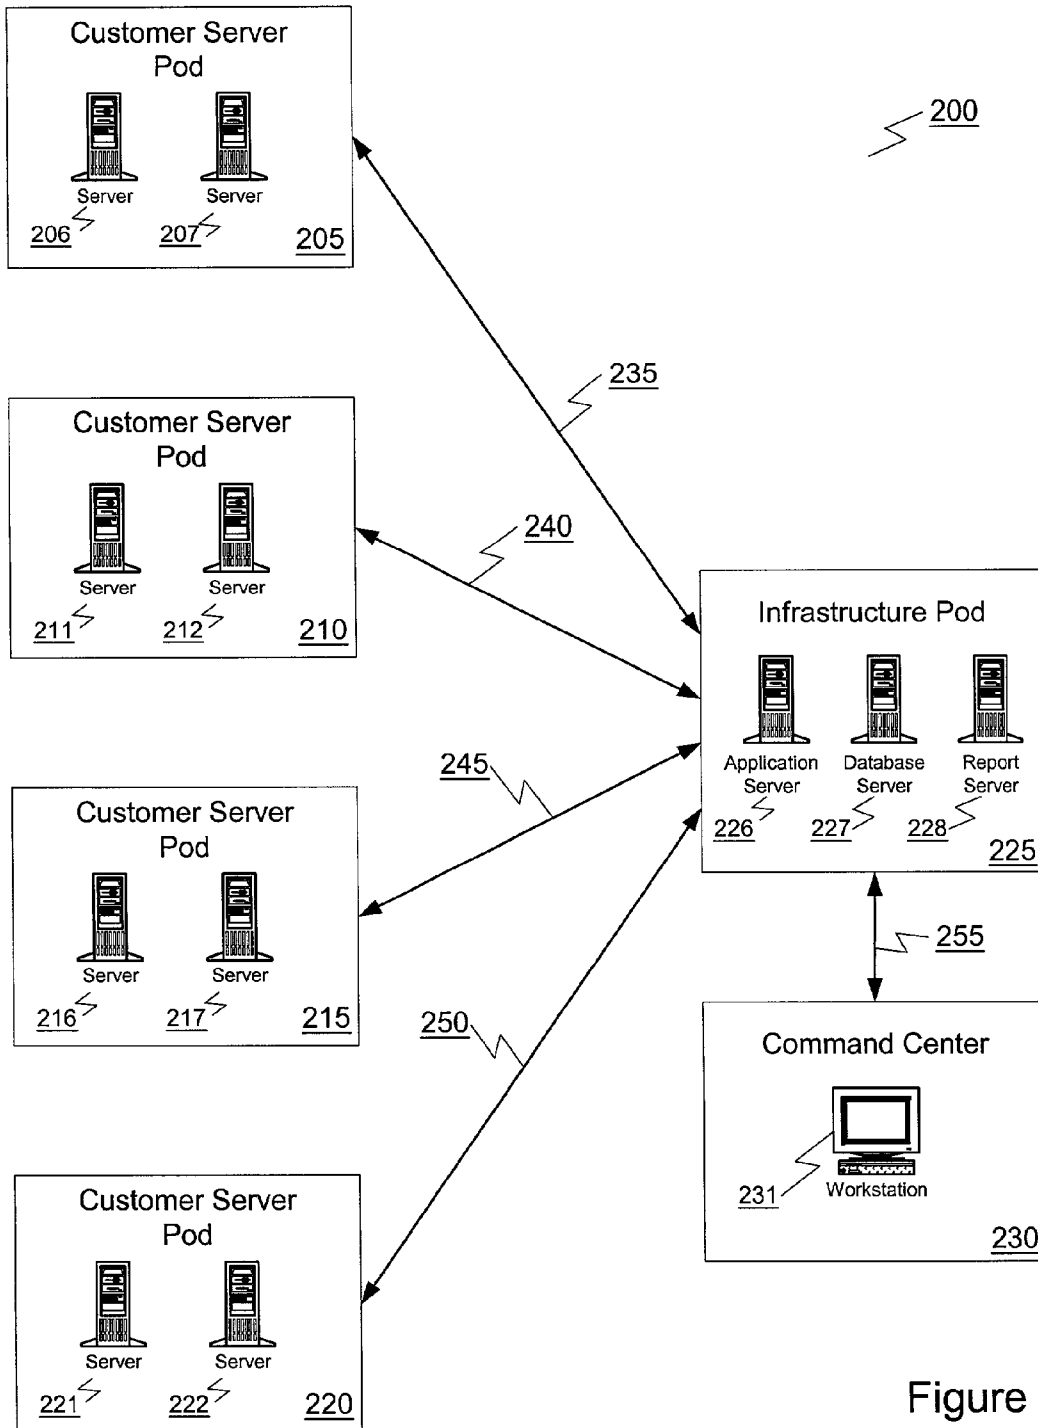 Customer Server
Pod
Server
Server
206
207
205
200
235
Customer Server
Pod
Server
Server
211
212
210
240
Infrastructure Pod
Application
Server
Database
Server
Report
Server
226
227
228
225
245
Customer Server
Pod
Server
Server
216
217
215
255
250
Command Center
231
Workstation
230
Customer Server
Pod
Server
Server
221
222
220
Figure